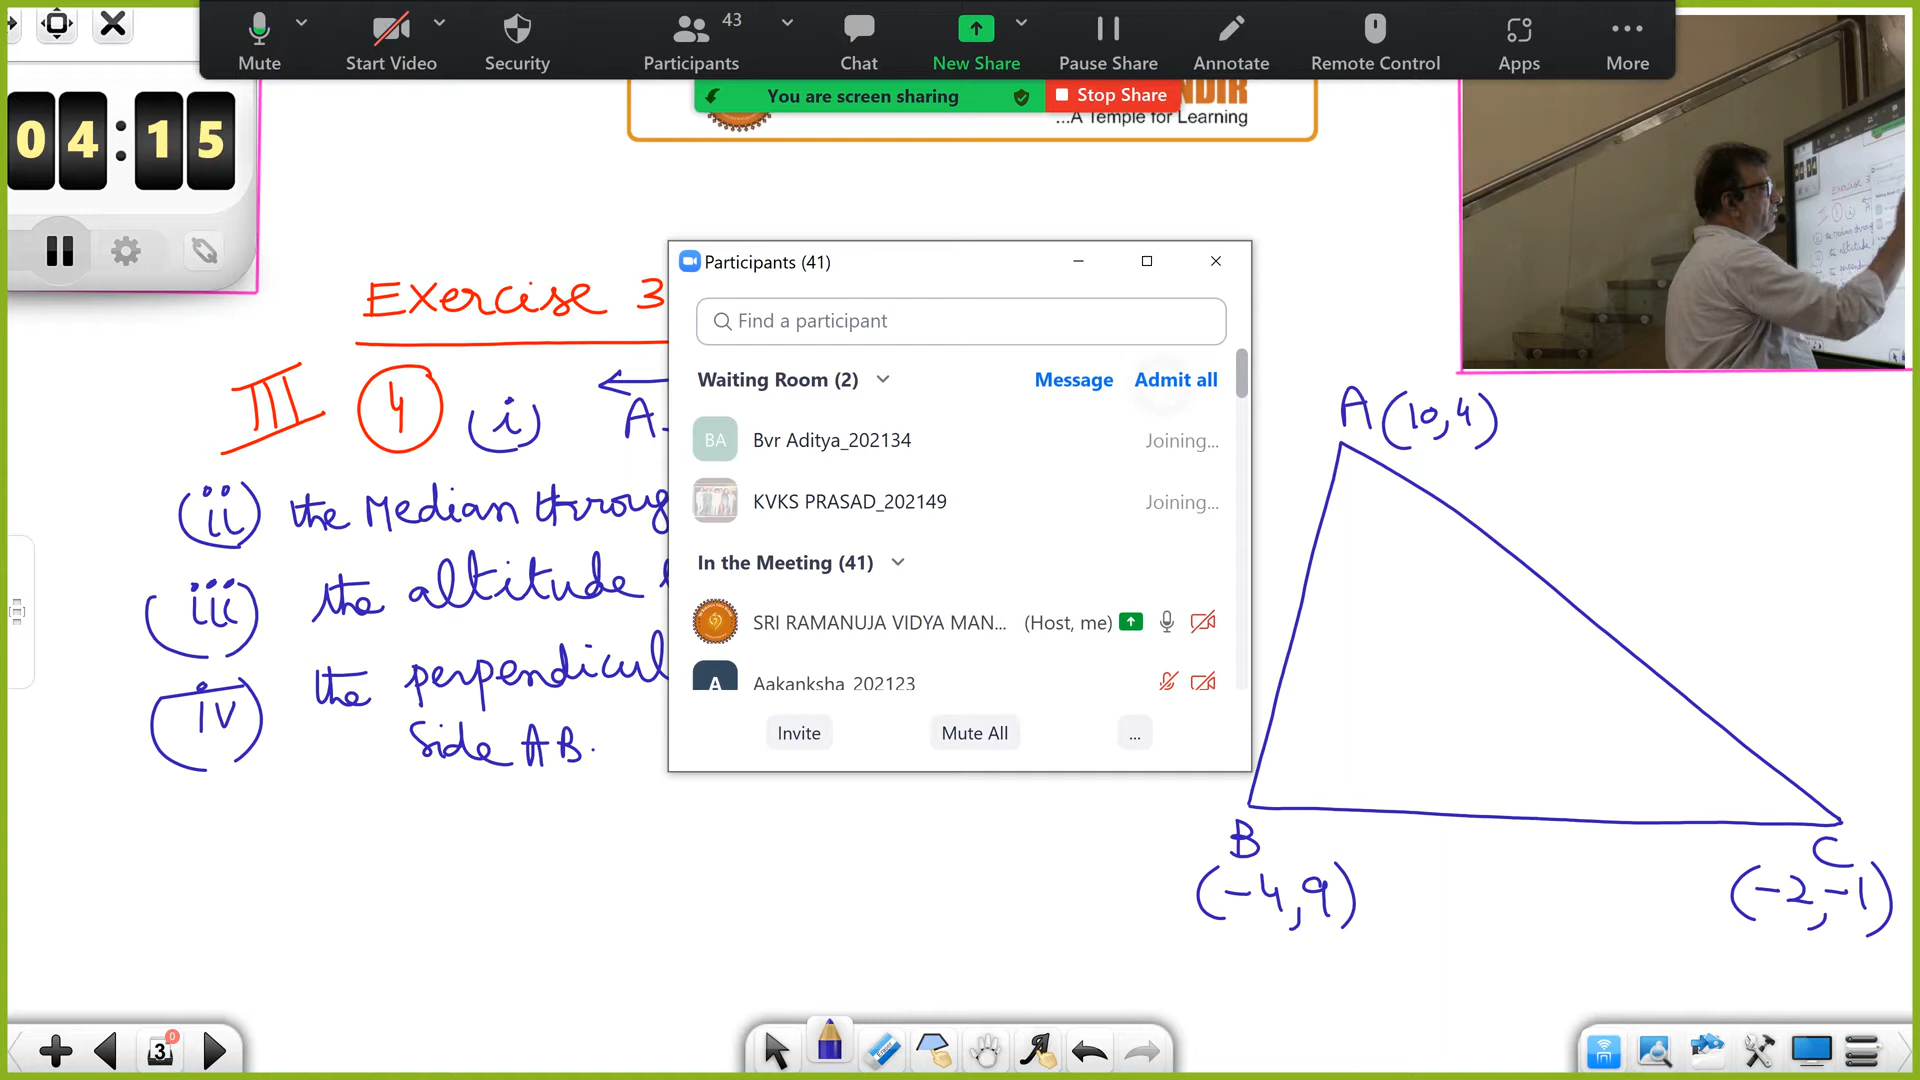 Mute
Start Video
Security
Participants 43
Chat
New Share
Pause Share
Annotate
Remote Control
Apps
More
You are screen sharing
Stop Share
...A Temple for Learning
04:15
Exercise 3
III 4 (i) A
(ii) the Median throug
(iii) the altitude
(iv) the perpendicul
side AB.
Participants (41)
Find a participant
Waiting Room (2) Message Admit all
BA Bvr Aditya_202134 Joining...
KVKS PRASAD_202149 Joining...
In the Meeting (41)
SRI RAMANUJA VIDYA MAN... (Host, me)
A Aakanksha_202123
Invite Mute All ...
A (10,4)
B
(-4,9)
C
(-2,-1)
3
0